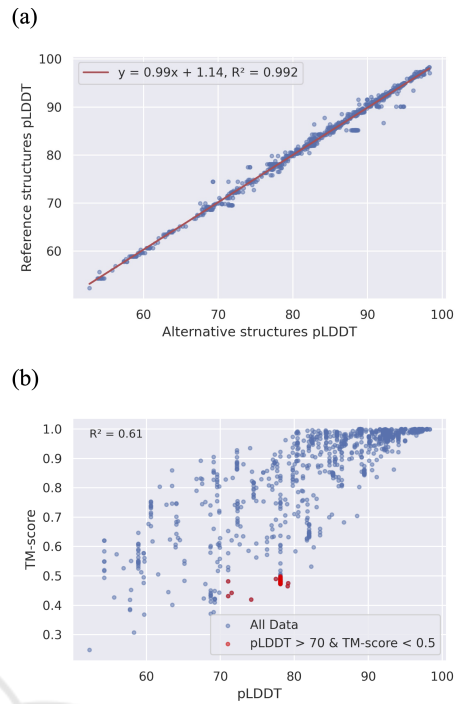 (a)
y = 0.99x + 1.14, R² = 0.992
Reference structures pLDDT
100
90
80
70
60
60 70 80 90 100
Alternative structures pLDDT
(b)
R² = 0.61
TM-score
1.0
0.9
0.8
0.7
0.6
0.5
0.4
0.3
All Data
pLDDT > 70 & TM-score < 0.5
60 70 80 90 100
pLDDT